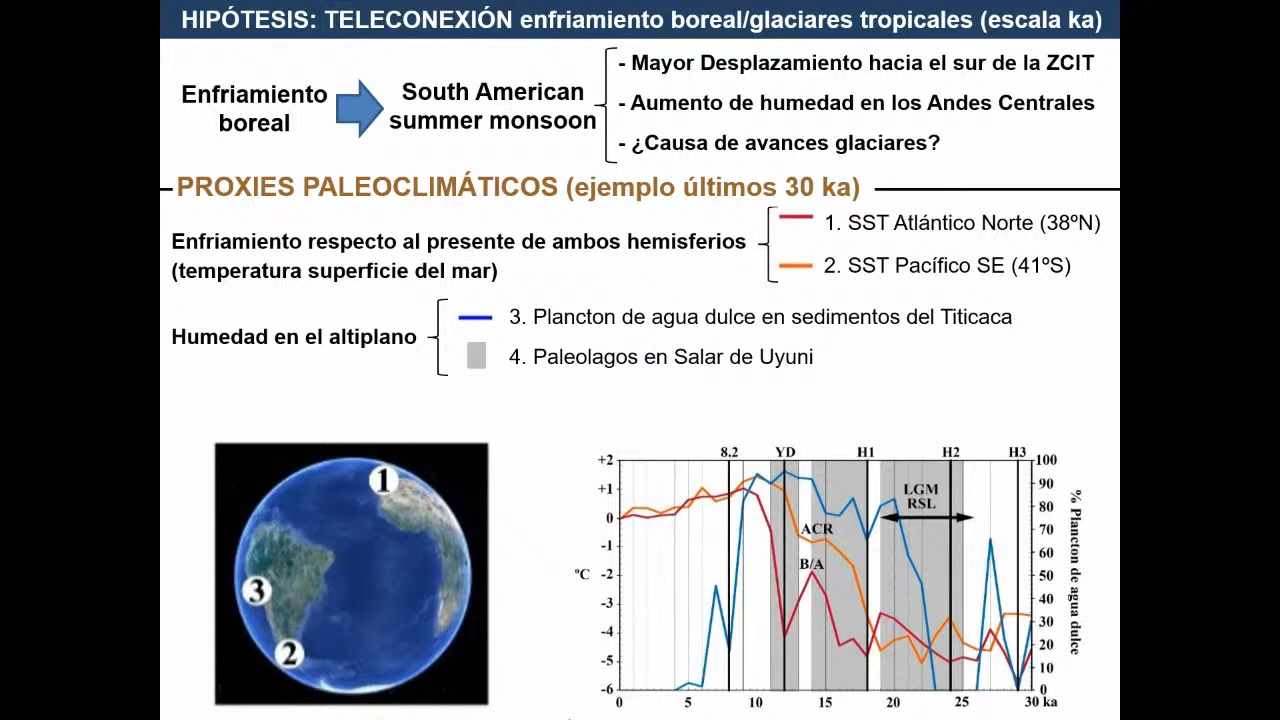 HIPÓTESIS: TELECONEXIÓN enfriamiento boreal/glaciares tropicales (escala ka)
Enfriamiento
boreal
South American
summer monsoon
- Mayor Desplazamiento hacia el sur de la ZCIT
- Aumento de humedad en los Andes Centrales
- ¿Causa de avances glaciares?
PROXIES PALEOCLIMÁTICOS (ejemplo últimos 30 ka)
Enfriamiento respecto al presente de ambos hemisferios
(temperatura superficie del mar)
1. SST Atlántico Norte (38ºN)
2. SST Pacífico SE (41ºS)
Humedad en el altiplano
3. Plancton de agua dulce en sedimentos del Titicaca
4. Paleolagos en Salar de Uyuni
1
3
2
8.2 YD H1 H2 H3
+2
+1
0
-1
-2
-3
-4
-5
-6
ºC
ACR
B/A
LGM
RSL
100
90
80
70
60
50
40
30
20
10
0
% Plancton de agua dulce
0 5 10 15 20 25 30 ka